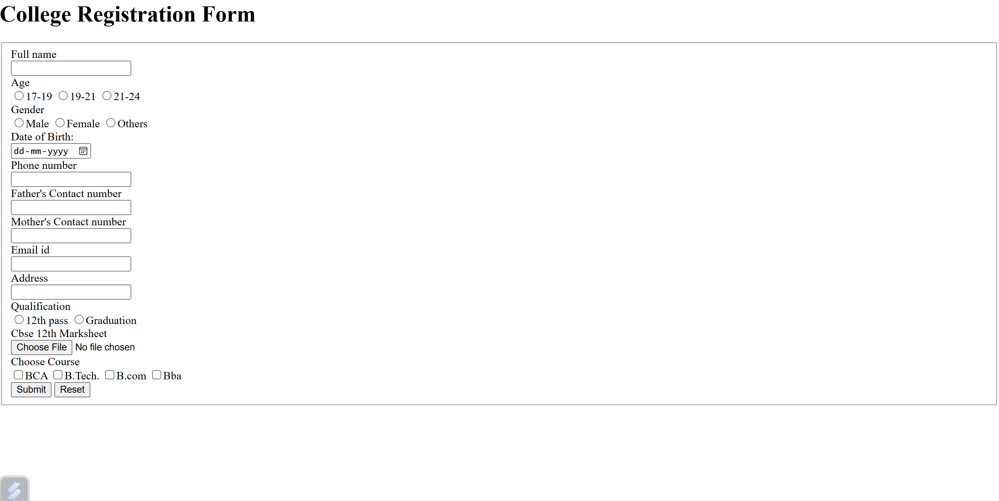 College Registration Form
Full name
Age
17-19 19-21 21-24
Gender
Male Female Others
Date of Birth:
dd-mm-yyyy
Phone number
Father's Contact number
Mother's Contact number
Email id
Address
Qualification
12th pass Graduation
Cbse 12th Marksheet
Choose File No file chosen
Choose Course
BCA B.Tech. B.com Bba
Submit Reset